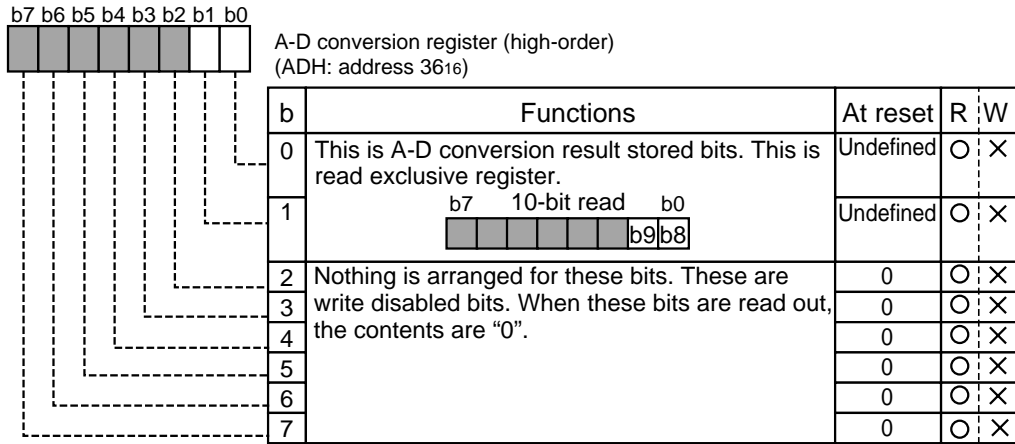 b7 b6 b5 b4 b3 b2 b1 b0
A-D conversion register (high-order)
(ADH: address 3616)
b Functions At reset R W
0 This is A-D conversion result stored bits. This is Undefined O ×
read exclusive register.
b7 10-bit read b0
1 Undefined O ×
b9 b8
2 Nothing is arranged for these bits. These are 0 O ×
3 write disabled bits. When these bits are read out, 0 O ×
4 the contents are “0”. 0 O ×
5 0 O ×
6 0 O ×
7 0 O ×